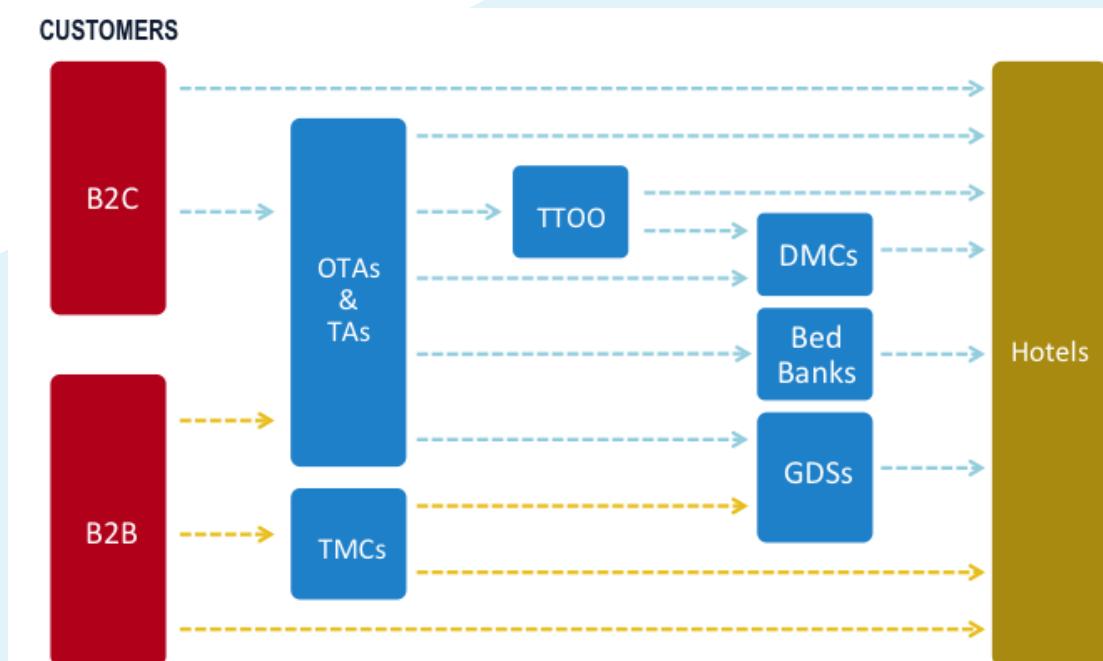 CUSTOMERS
B2C
OTAs
&
TAs
TTOO
DMCs
Bed
Banks
Hotels
GDSs
B2B
TMCs